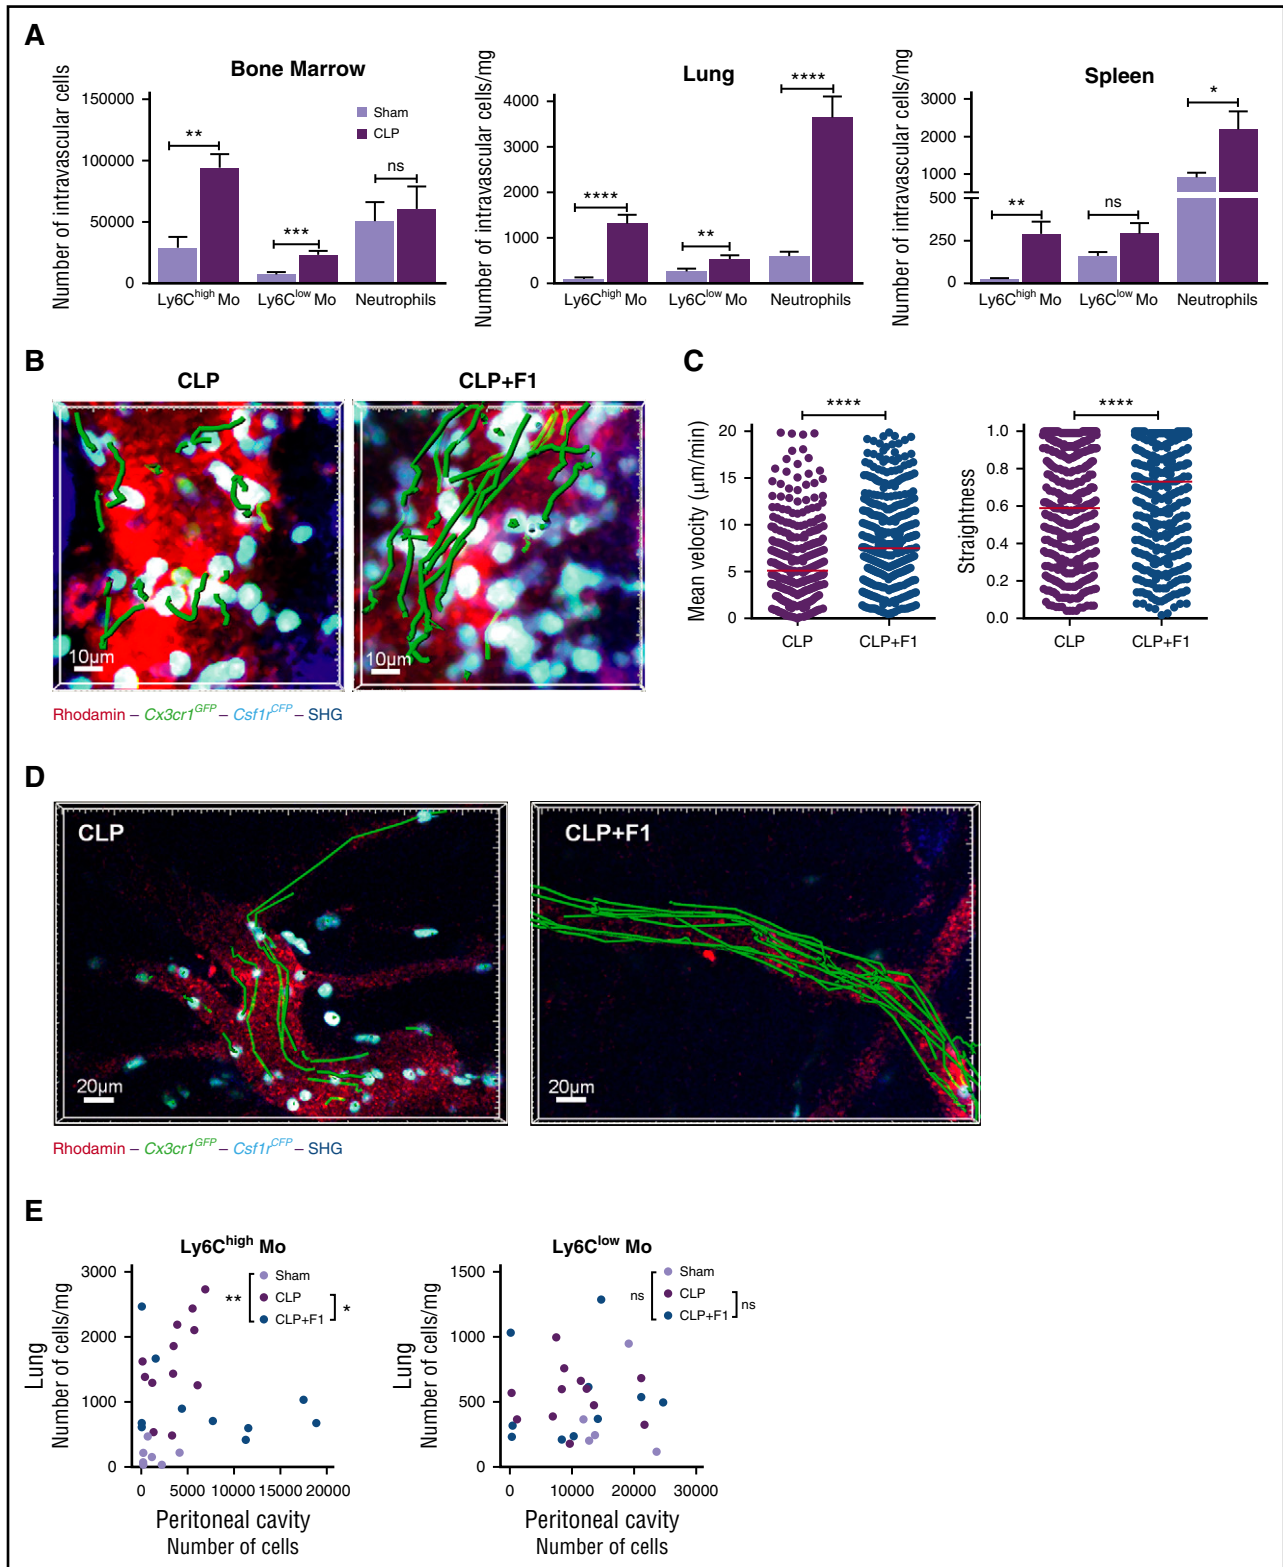 A
Bone Marrow
Number of intravascular cells
150000
100000
50000
0
Sham
CLP
**
***
ns
Ly6Chigh Mo
Ly6Clow Mo
Neutrophils
Lung
Number of intravascular cells/mg
4000
3000
2000
1000
0
****
**
****
Ly6Chigh Mo
Ly6Clow Mo
Neutrophils
Spleen
Number of intravascular cells/mg
3000
2000
1000
500
250
0
**
ns
*
Ly6Chigh Mo
Ly6Clow Mo
Neutrophils
B
CLP
CLP+F1
10µm
10µm
Rhodamin – Cx3cr1GFP – Csf1rCFP – SHG
C
Mean velocity (µm/min)
20
15
10
5
0
****
CLP
CLP+F1
Straightness
1.0
0.8
0.6
0.4
0.2
0.0
****
CLP
CLP+F1
D
CLP
20µm
CLP+F1
20µm
Rhodamin – Cx3cr1GFP – Csf1rCFP – SHG
E
Ly6Chigh Mo
Lung
Number of cells/mg
3000
2000
1000
0
Sham
CLP
CLP+F1
**
*
0
5000
10000
15000
20000
Peritoneal cavity
Number of cells
Ly6Clow Mo
Lung
Number of cells/mg
1500
1000
500
0
Sham
CLP
CLP+F1
ns
ns
0
10000
20000
30000
Peritoneal cavity
Number of cells